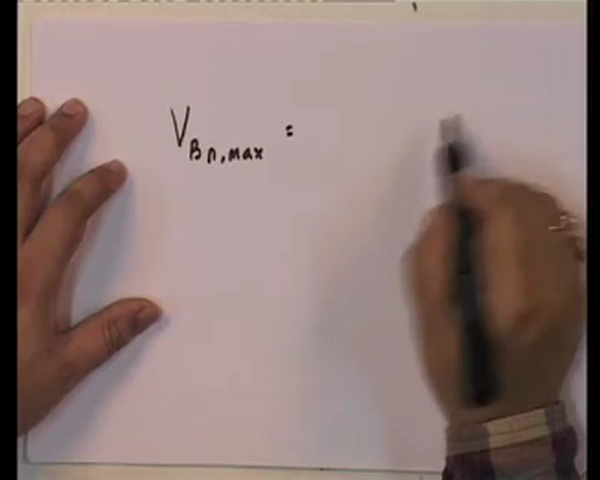 V_Bn,max =